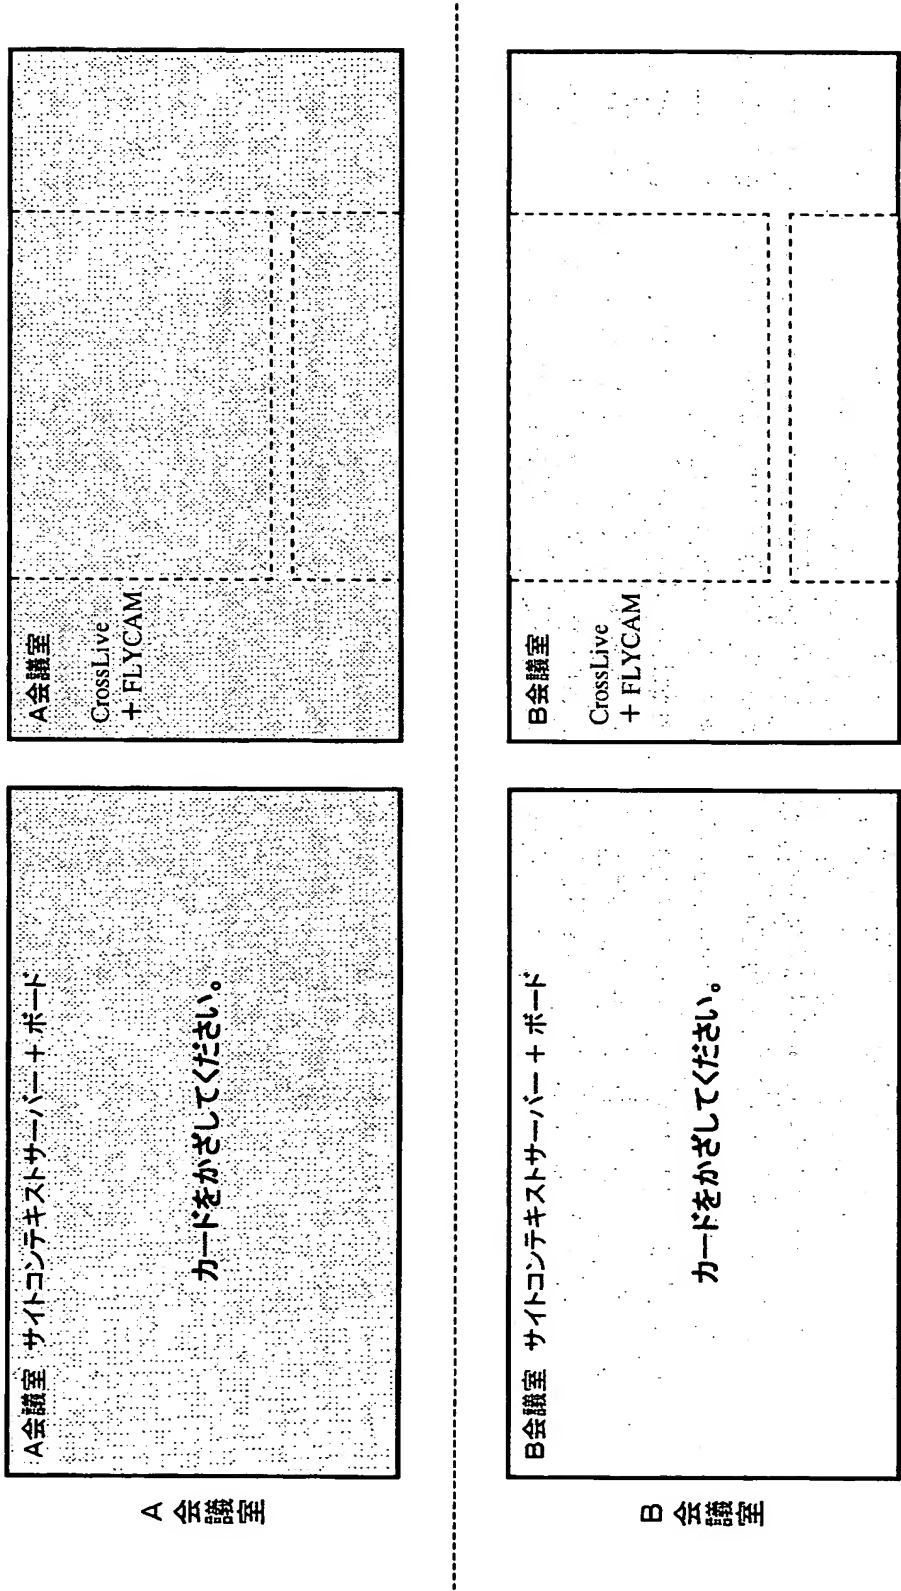 A会議室
A会議室 サイトコンテキストサーバー + ボード
カードをかざしてください。
A会議室
CrossLive
+ FLYCAM
B会議室
B会議室 サイトコンテキストサーバー + ボード
カードをかざしてください。
B会議室
CrossLive
+ FLYCAM